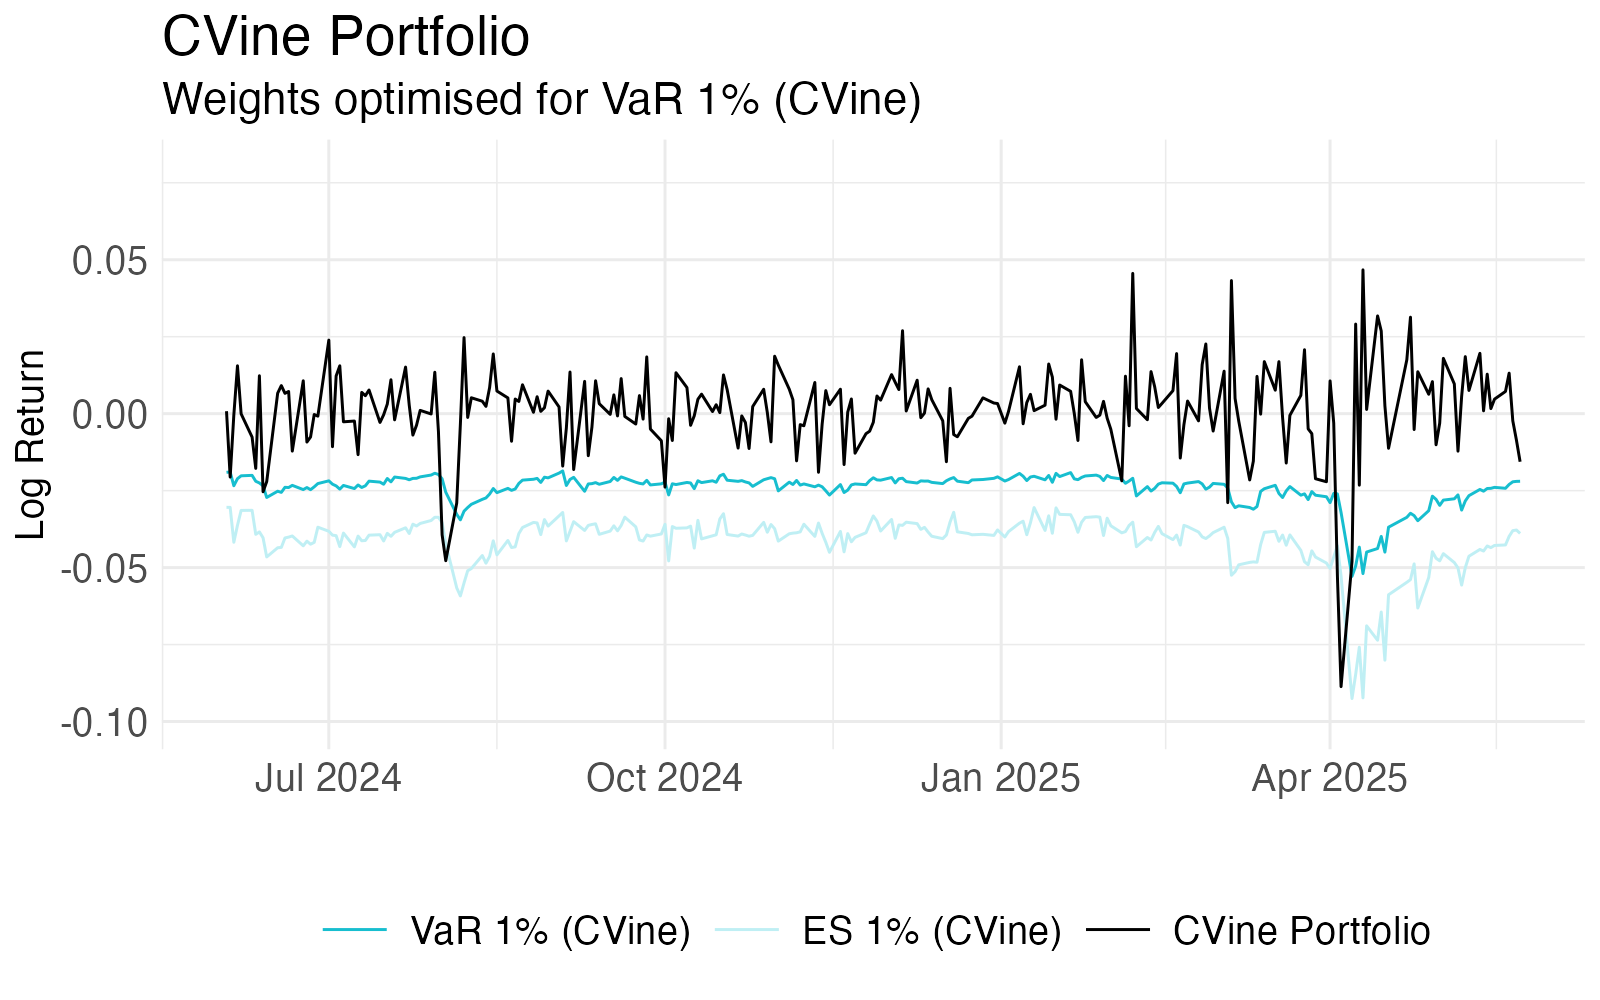 CVine Portfolio
Weights optimised for VaR 1% (CVine)
Log Return
0.05
0.00
-0.05
-0.10
Jul 2024 Oct 2024 Jan 2025 Apr 2025
VaR 1% (CVine) ES 1% (CVine) CVine Portfolio